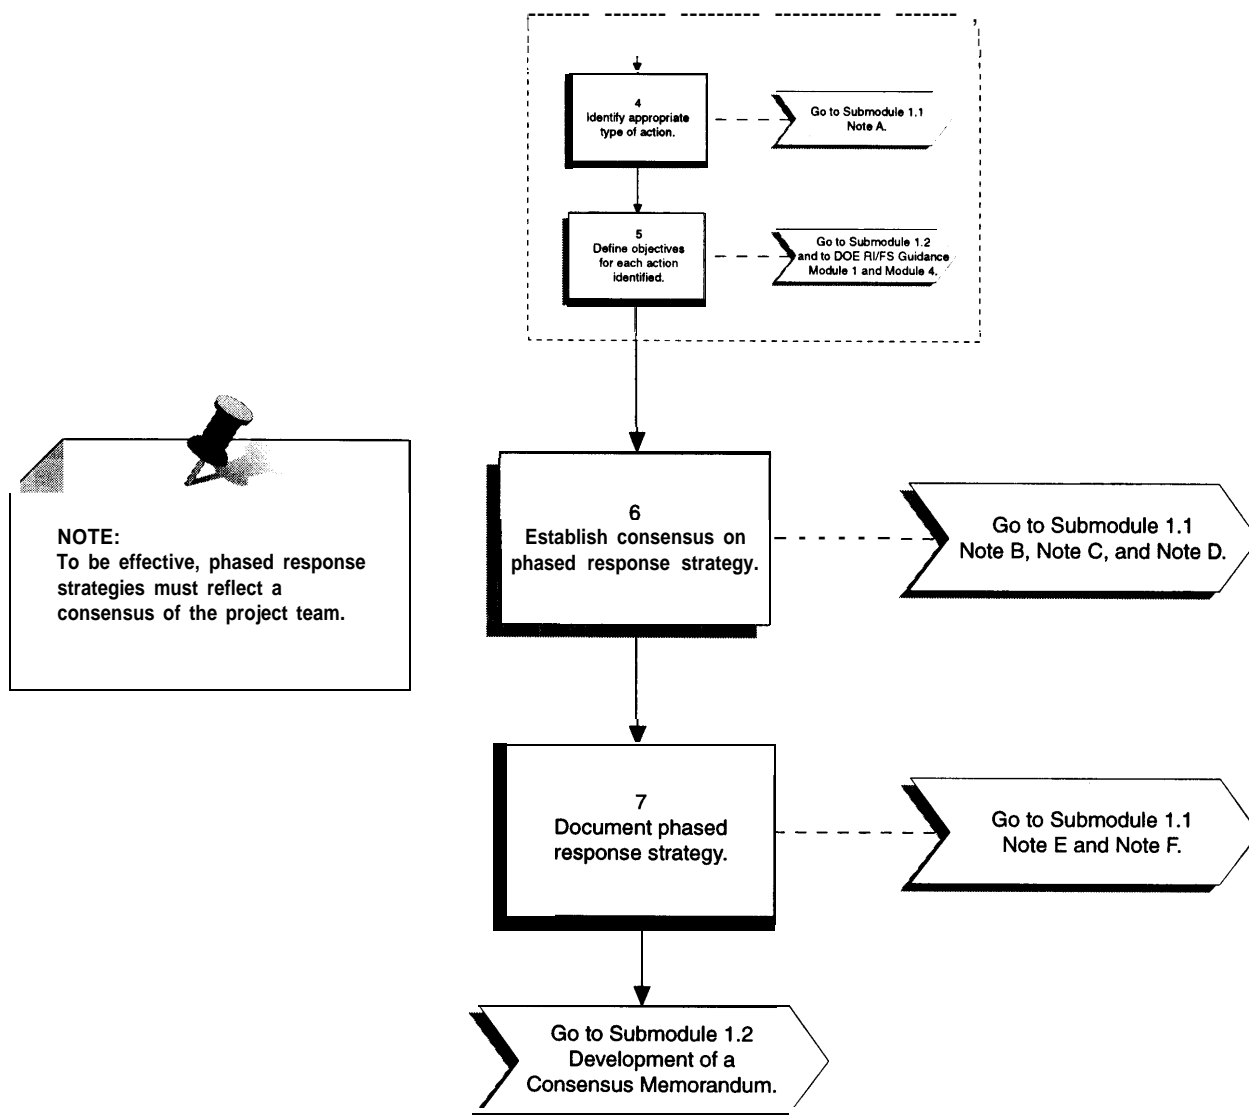 4
Identify appropriate
type of action.
Go to Submodule 1.1
Note A.
5
Define objectives
for each action
identified.
Go to Submodule 1.2
and to DOE RI/FS Guidance
Module 1 and Module 4.
NOTE:
To be effective, phased response
strategies must reflect a
consensus of the project team.
6
Establish consensus on
phased response strategy.
Go to Submodule 1.1
Note B, Note C, and Note D.
7
Document phased
response strategy.
Go to Submodule 1.1
Note E and Note F.
Go to Submodule 1.2
Development of a
Consensus Memorandum.